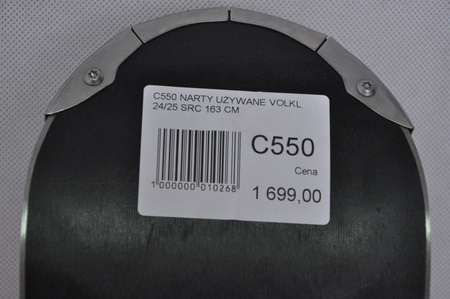 C550 NARTY UŻYWANE VOLKL
24/25 SRC 163 CM
C550
Cena
1 000000 010268
1 699,00